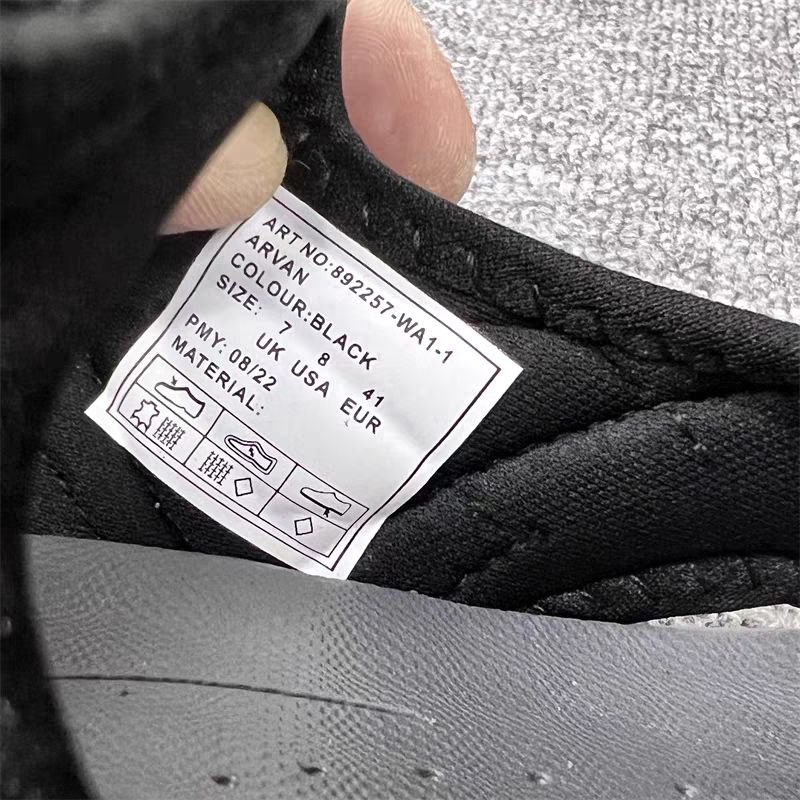 ART NO:892257-WA1-1
ARVAN
COLOUR:BLACK
SIZE: 7 8 41
UK USA EUR
PMY: 08/22
MATERIAL: